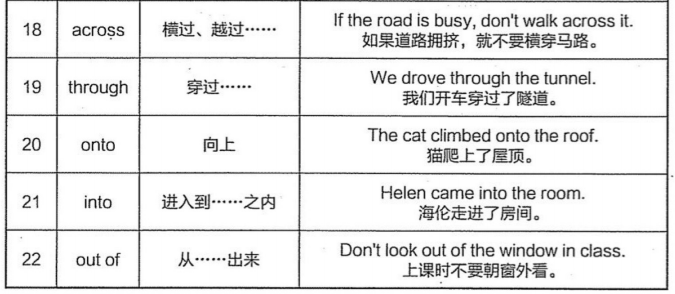 18 across 横过、越过…… If the road is busy, don't walk across it.
如果道路拥挤，就不要横穿马路。
19 through 穿过…… We drove through the tunnel.
我们开车穿过了隧道。
20 onto 向上 The cat climbed onto the roof.
猫爬上了屋顶。
21 into 进入到……之内 Helen came into the room.
海伦走进了房间。
22 out of 从……出来 Don't look out of the window in class.
上课时不要朝窗外看。